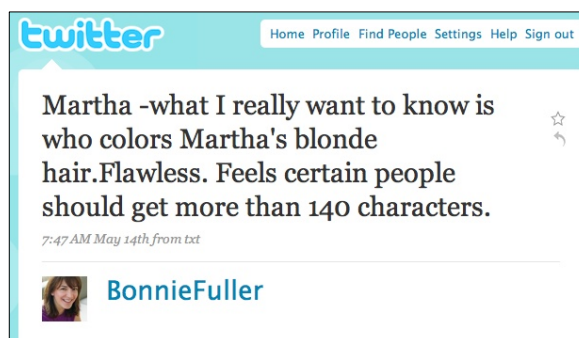 twitter
Home Profile Find People Settings Help Sign out
Martha -what I really want to know is
who colors Martha's blonde
hair.Flawless. Feels certain people
should get more than 140 characters.
7:47 AM May 14th from txt
BonnieFuller